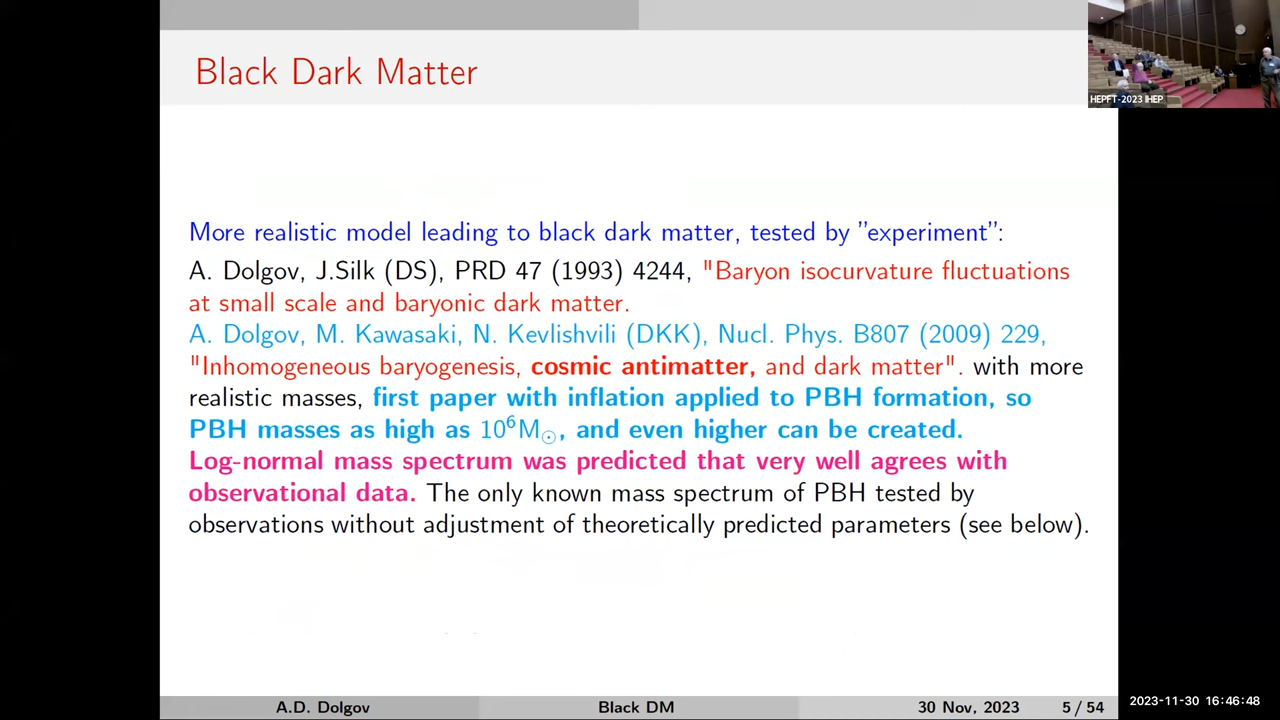 Black Dark Matter
HEPFT-2023 IHEP
More realistic model leading to black dark matter, tested by ”experiment”:
A. Dolgov, J.Silk (DS), PRD 47 (1993) 4244, "Baryon isocurvature fluctuations
at small scale and baryonic dark matter.
A. Dolgov, M. Kawasaki, N. Kevlishvili (DKK), Nucl. Phys. B807 (2009) 229,
"Inhomogeneous baryogenesis, cosmic antimatter, and dark matter". with more
realistic masses, first paper with inflation applied to PBH formation, so
PBH masses as high as 10⁶M☉, and even higher can be created.
Log-normal mass spectrum was predicted that very well agrees with
observational data. The only known mass spectrum of PBH tested by
observations without adjustment of theoretically predicted parameters (see below).
A.D. Dolgov Black DM 30 Nov, 2023 5 / 54
2023-11-30 16:46:48